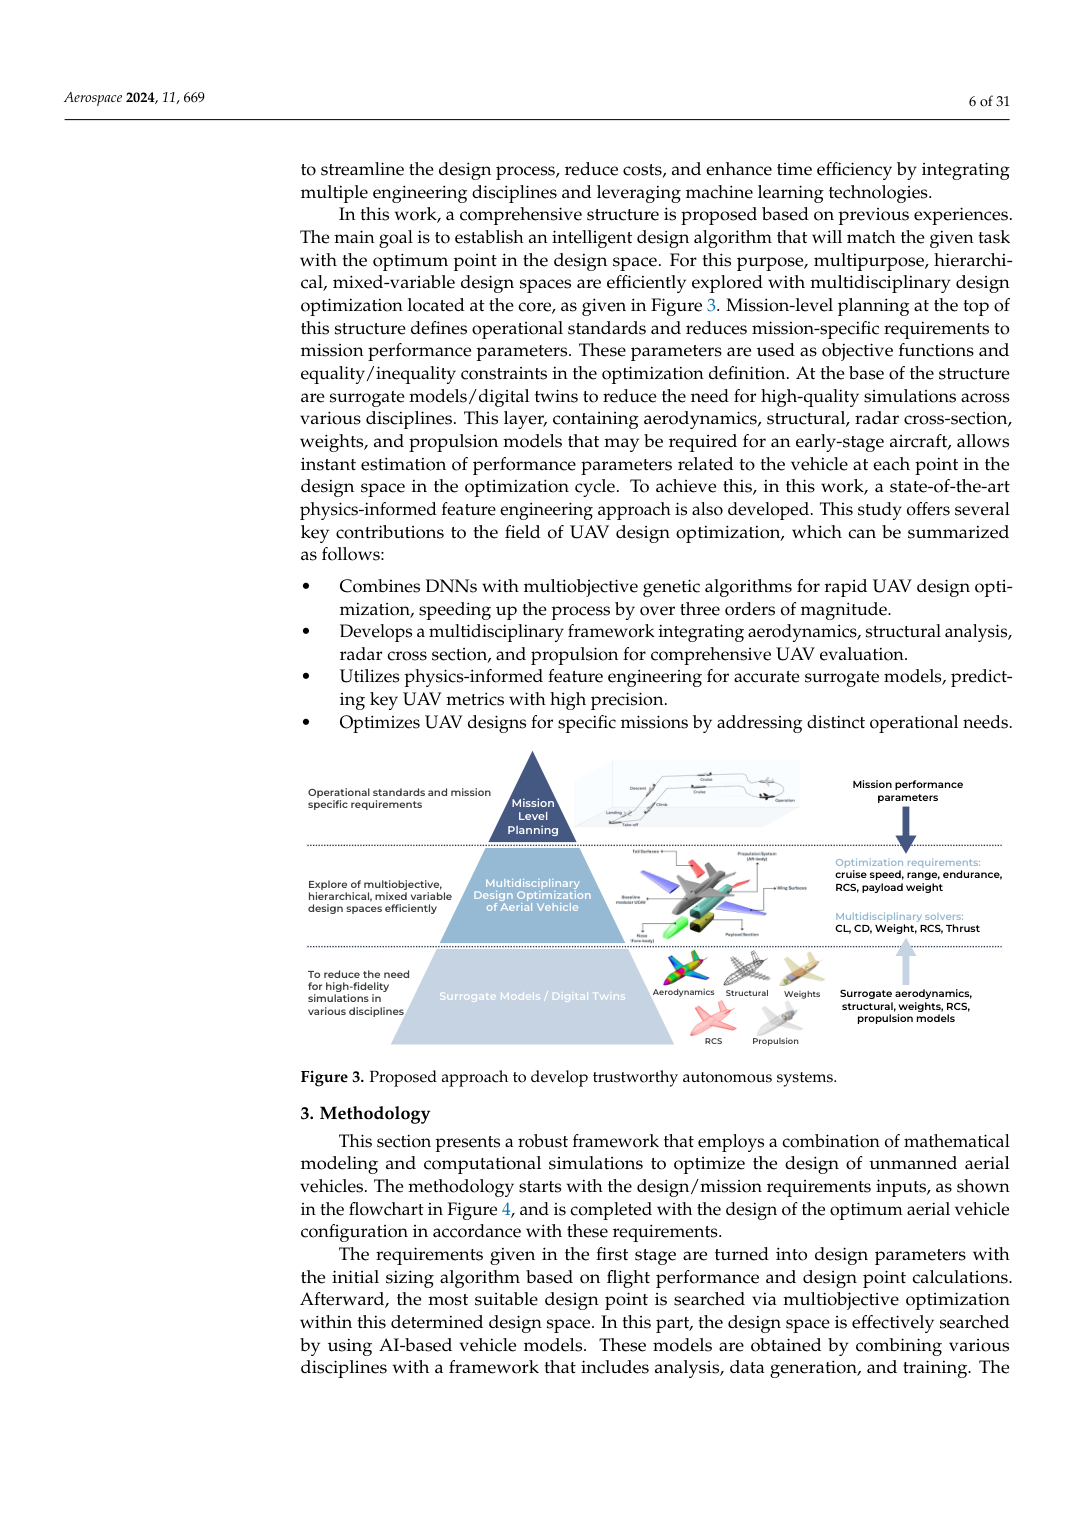 Aerospace 2024, 11, 669
6 of 31
to streamline the design process, reduce costs, and enhance time efficiency by integrating
multiple engineering disciplines and leveraging machine learning technologies.
In this work, a comprehensive structure is proposed based on previous experiences.
The main goal is to establish an intelligent design algorithm that will match the given task
with the optimum point in the design space. For this purpose, multipurpose, hierarchi-
cal, mixed-variable design spaces are efficiently explored with multidisciplinary design
optimization located at the core, as given in Figure 3. Mission-level planning at the top of
this structure defines operational standards and reduces mission-specific requirements to
mission performance parameters. These parameters are used as objective functions and
equality/inequality constraints in the optimization definition. At the base of the structure
are surrogate models/digital twins to reduce the need for high-quality simulations across
various disciplines. This layer, containing aerodynamics, structural, radar cross-section,
weights, and propulsion models that may be required for an early-stage aircraft, allows
instant estimation of performance parameters related to the vehicle at each point in the
design space in the optimization cycle. To achieve this, in this work, a state-of-the-art
physics-informed feature engineering approach is also developed. This study offers several
key contributions to the field of UAV design optimization, which can be summarized
as follows:
• Combines DNNs with multiobjective genetic algorithms for rapid UAV design opti-
mization, speeding up the process by over three orders of magnitude.
• Develops a multidisciplinary framework integrating aerodynamics, structural analysis,
radar cross section, and propulsion for comprehensive UAV evaluation.
• Utilizes physics-informed feature engineering for accurate surrogate models, predict-
ing key UAV metrics with high precision.
• Optimizes UAV designs for specific missions by addressing distinct operational needs.
Operational standards and mission
specific requirements
Mission
Level
Planning
Cruise
Descent
Cruise
Operation
Climb
Landing
Take-off
Mission performance
parameters
Explore of multiobjective,
hierarchical, mixed variable
design spaces efficiently
Multidisciplinary
Design Optimization
of Aerial Vehicle
Tail Surfaces
Propulsion System
(Aft-body)
Wing Surfaces
Baseline
modular UCAV
Nose
(Fore-body)
Payload Section
Optimization requirements:
cruise speed, range, endurance,
RCS, payload weight
Multidisciplinary solvers:
CL, CD, Weight, RCS, Thrust
To reduce the need
for high-fidelity
simulations in
various disciplines
Surrogate Models / Digital Twins
Aerodynamics
Structural
Weights
RCS
Propulsion
Surrogate aerodynamics,
structural, weights, RCS,
propulsion models
Figure 3. Proposed approach to develop trustworthy autonomous systems.
3. Methodology
This section presents a robust framework that employs a combination of mathematical
modeling and computational simulations to optimize the design of unmanned aerial
vehicles. The methodology starts with the design/mission requirements inputs, as shown
in the flowchart in Figure 4, and is completed with the design of the optimum aerial vehicle
configuration in accordance with these requirements.
The requirements given in the first stage are turned into design parameters with
the initial sizing algorithm based on flight performance and design point calculations.
Afterward, the most suitable design point is searched via multiobjective optimization
within this determined design space. In this part, the design space is effectively searched
by using AI-based vehicle models. These models are obtained by combining various
disciplines with a framework that includes analysis, data generation, and training. The